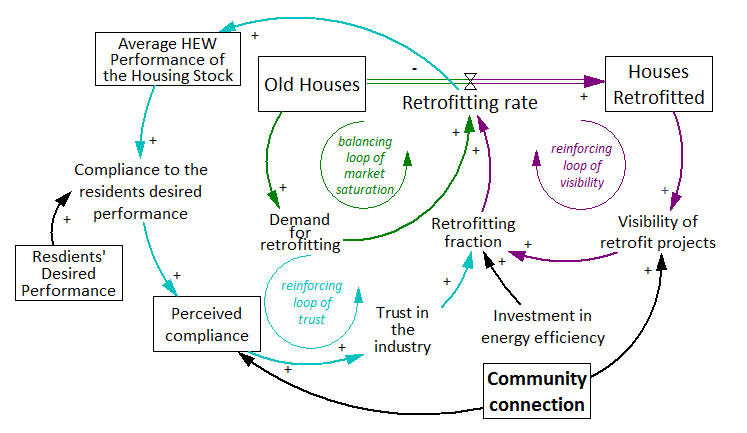 Average HEW
Performance of
the Housing Stock
+
Old Houses
-
+
Retrofitting rate
Houses
Retrofitted
+
balancing
loop of
market
saturation
+
+
reinforcing
loop of
visibility
Compliance to the
residents desired
performance
+
+
+
Demand
for
retrofitting
Retrofitting
fraction
+
+
+
Visibility of
retrofit projects
+
Resdients'
Desired
Performance
+
reinforcing
loop of
trust
+
Perceived
compliance
+
+
Trust in
the
industry
Investment in
energy efficiency
Community
connection